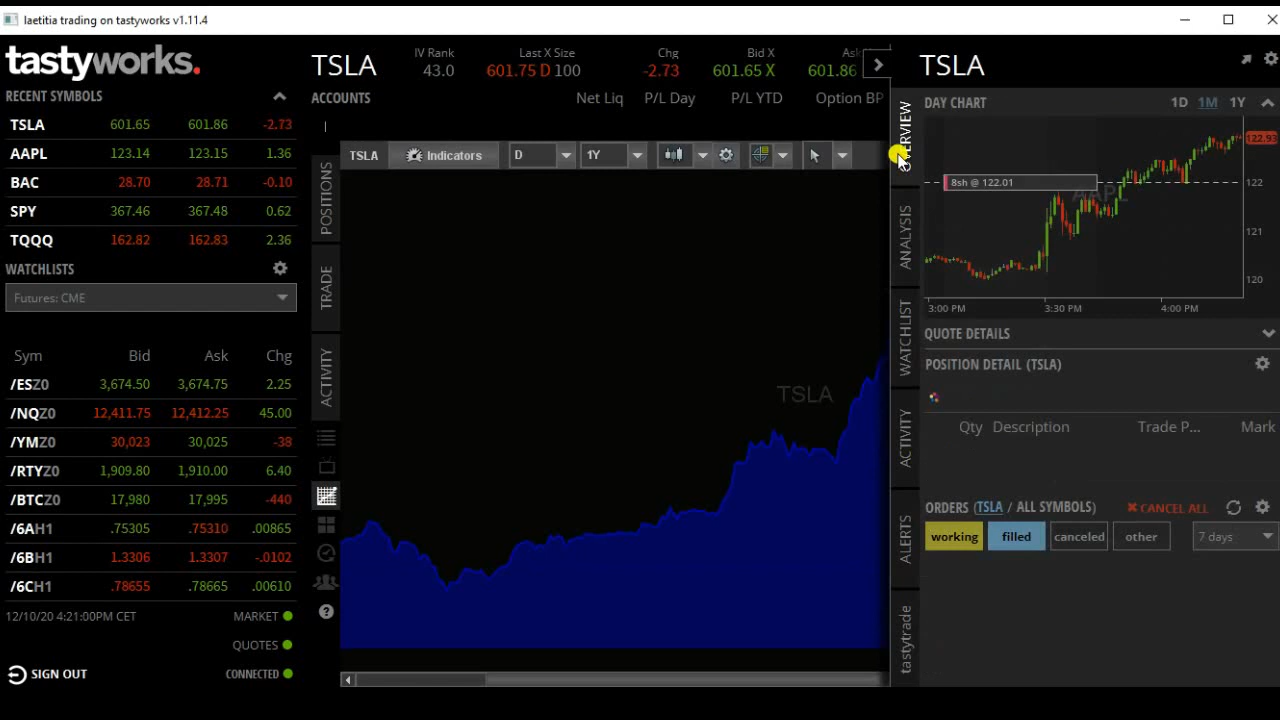 laetitia trading on tastyworks v1.11.4
tastyworks.
RECENT SYMBOLS
TSLA 601.65 601.86 -2.73
AAPL 123.14 123.15 1.36
BAC 28.70 28.71 -0.10
SPY 367.46 367.48 0.62
TQQQ 162.82 162.83 2.36
WATCHLISTS
Futures: CME
Sym Bid Ask Chg
/ESZ0 3,674.50 3,674.75 2.25
/NQZ0 12,411.75 12,412.25 45.00
/YMZ0 30,023 30,025 -38
/RTYZ0 1,909.80 1,910.00 6.40
/BTCZ0 17,980 17,995 -440
/6AH1 .75305 .75310 .00865
/6BH1 1.3306 1.3307 -.0102
/6CH1 .78655 .78665 .00610
12/10/20 4:21:00PM CET MARKET
QUOTES
SIGN OUT CONNECTED
TSLA
IV Rank Last X Size Chg Bid X Ask
43.0 601.75 D 100 -2.73 601.65 X 601.86
ACCOUNTS Net Liq P/L Day P/L YTD Option BP
POSITIONS
TRADE
ACTIVITY
TSLA Indicators D 1Y
TSLA
OVERVIEW
ANALYSIS
WATCHLIST
ACTIVITY
ALERTS
tastytrade
TSLA
DAY CHART 1D 1M 1Y
122.93
8sh @ 122.01
AAPL
122
121
120
3:00 PM 3:30 PM 4:00 PM
QUOTE DETAILS
POSITION DETAIL (TSLA)
Qty Description Trade P... Mark
ORDERS (TSLA / ALL SYMBOLS) CANCEL ALL
working filled canceled other 7 days